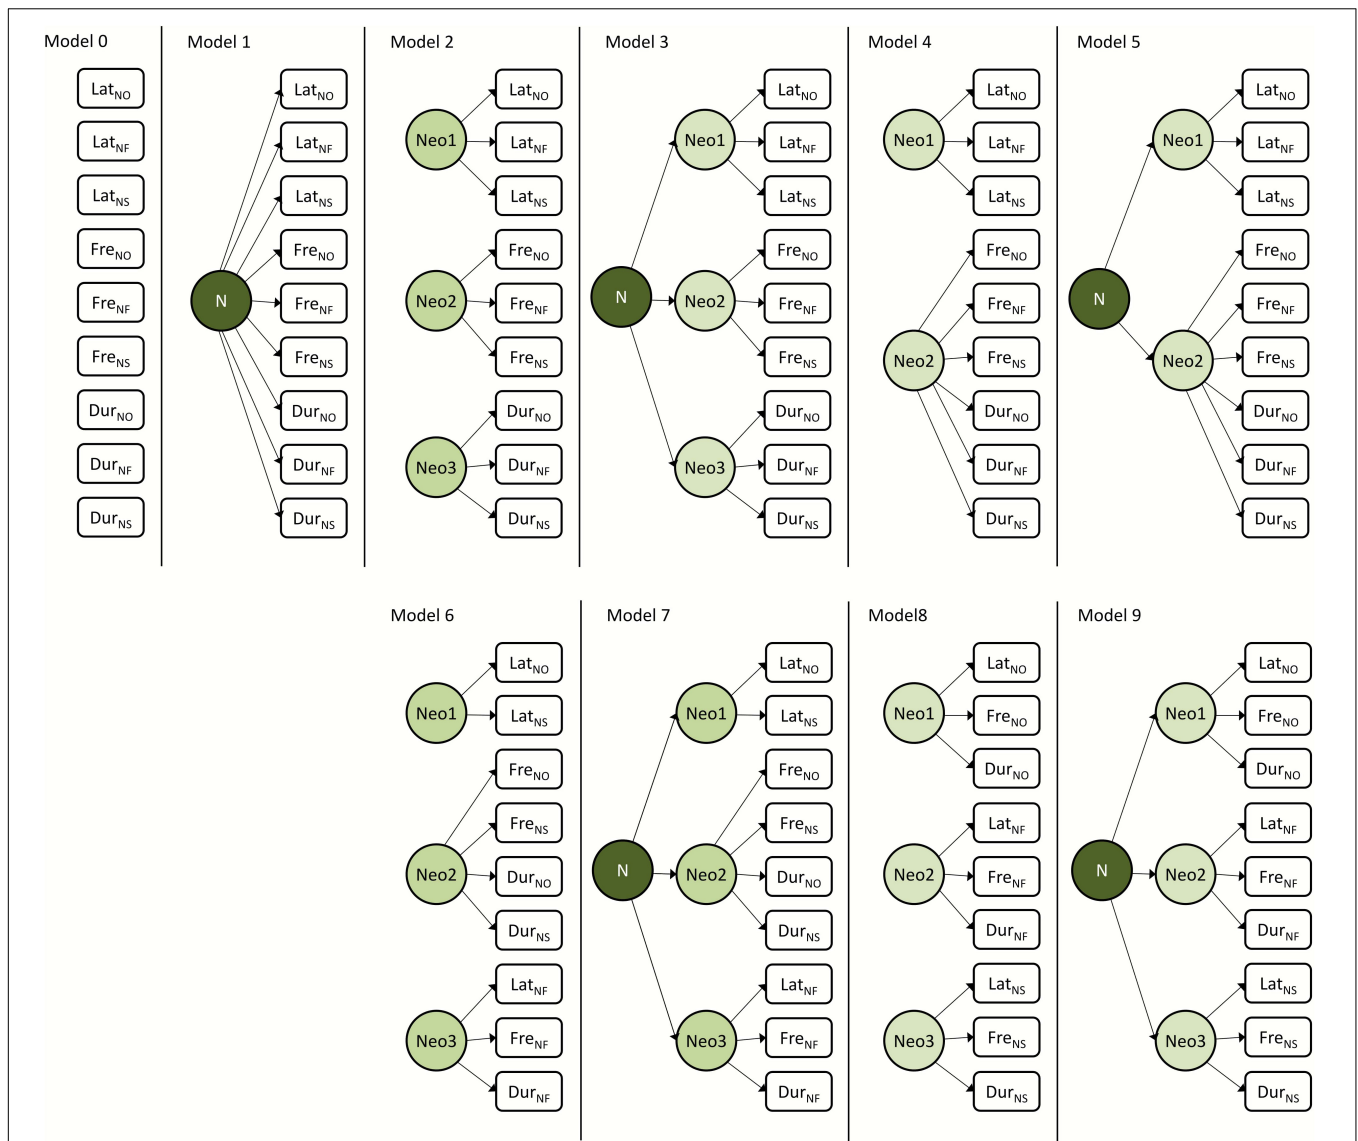 Model 0
Lat_NO
Lat_NF
Lat_NS
Fre_NO
Fre_NF
Fre_NS
Dur_NO
Dur_NF
Dur_NS
Model 1
N
Lat_NO
Lat_NF
Lat_NS
Fre_NO
Fre_NF
Fre_NS
Dur_NO
Dur_NF
Dur_NS
Model 2
Neo1
Lat_NO
Lat_NF
Lat_NS
Neo2
Fre_NO
Fre_NF
Fre_NS
Neo3
Dur_NO
Dur_NF
Dur_NS
Model 3
N
Neo1
Lat_NO
Lat_NF
Lat_NS
Neo2
Fre_NO
Fre_NF
Fre_NS
Neo3
Dur_NO
Dur_NF
Dur_NS
Model 4
Neo1
Lat_NO
Lat_NF
Lat_NS
Neo2
Fre_NO
Fre_NF
Fre_NS
Dur_NO
Dur_NF
Dur_NS
Model 5
N
Neo1
Lat_NO
Lat_NF
Lat_NS
Neo2
Fre_NO
Fre_NF
Fre_NS
Dur_NO
Dur_NF
Dur_NS
Model 6
Neo1
Lat_NO
Lat_NS
Neo2
Fre_NO
Fre_NS
Dur_NO
Dur_NS
Neo3
Lat_NF
Fre_NF
Dur_NF
Model 7
N
Neo1
Lat_NO
Lat_NS
Neo2
Fre_NO
Fre_NS
Dur_NO
Dur_NS
Neo3
Lat_NF
Fre_NF
Dur_NF
Model8
Neo1
Lat_NO
Fre_NO
Dur_NO
Neo2
Lat_NF
Fre_NF
Dur_NF
Neo3
Lat_NS
Fre_NS
Dur_NS
Model 9
N
Neo1
Lat_NO
Fre_NO
Dur_NO
Neo2
Lat_NF
Fre_NF
Dur_NF
Neo3
Lat_NS
Fre_NS
Dur_NS